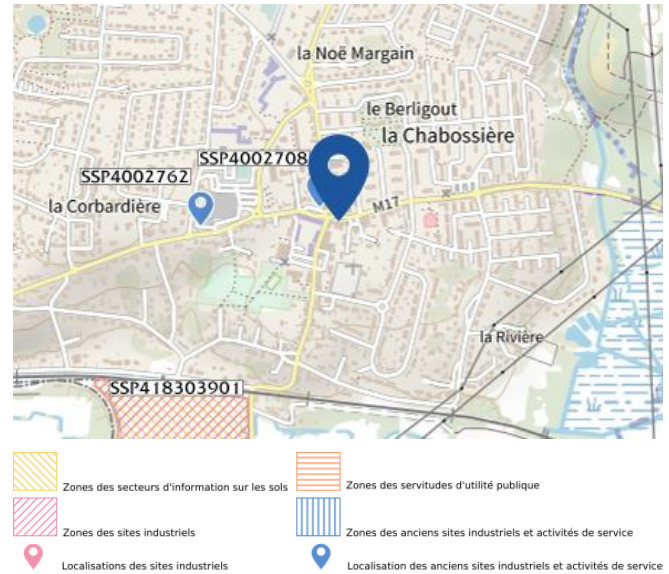 la Noë Margain
le Berligout
la Chabossière
SSP4002708
SSP4002762
la Corbardière
M17
la Rivière
SSP418303901
Zones des secteurs d'information sur les sols
Zones des servitudes d'utilité publique
Zones des sites industriels
Zones des anciens sites industriels et activités de service
Localisations des sites industriels
Localisation des anciens sites industriels et activités de service